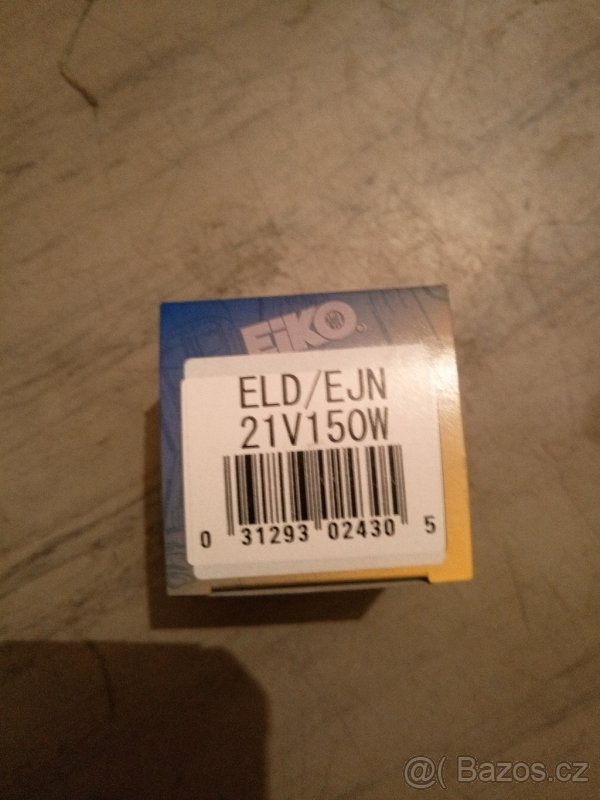 EiKO®
ELD/EJN
21V150W
0 31293 02430 5
@( Bazos.cz